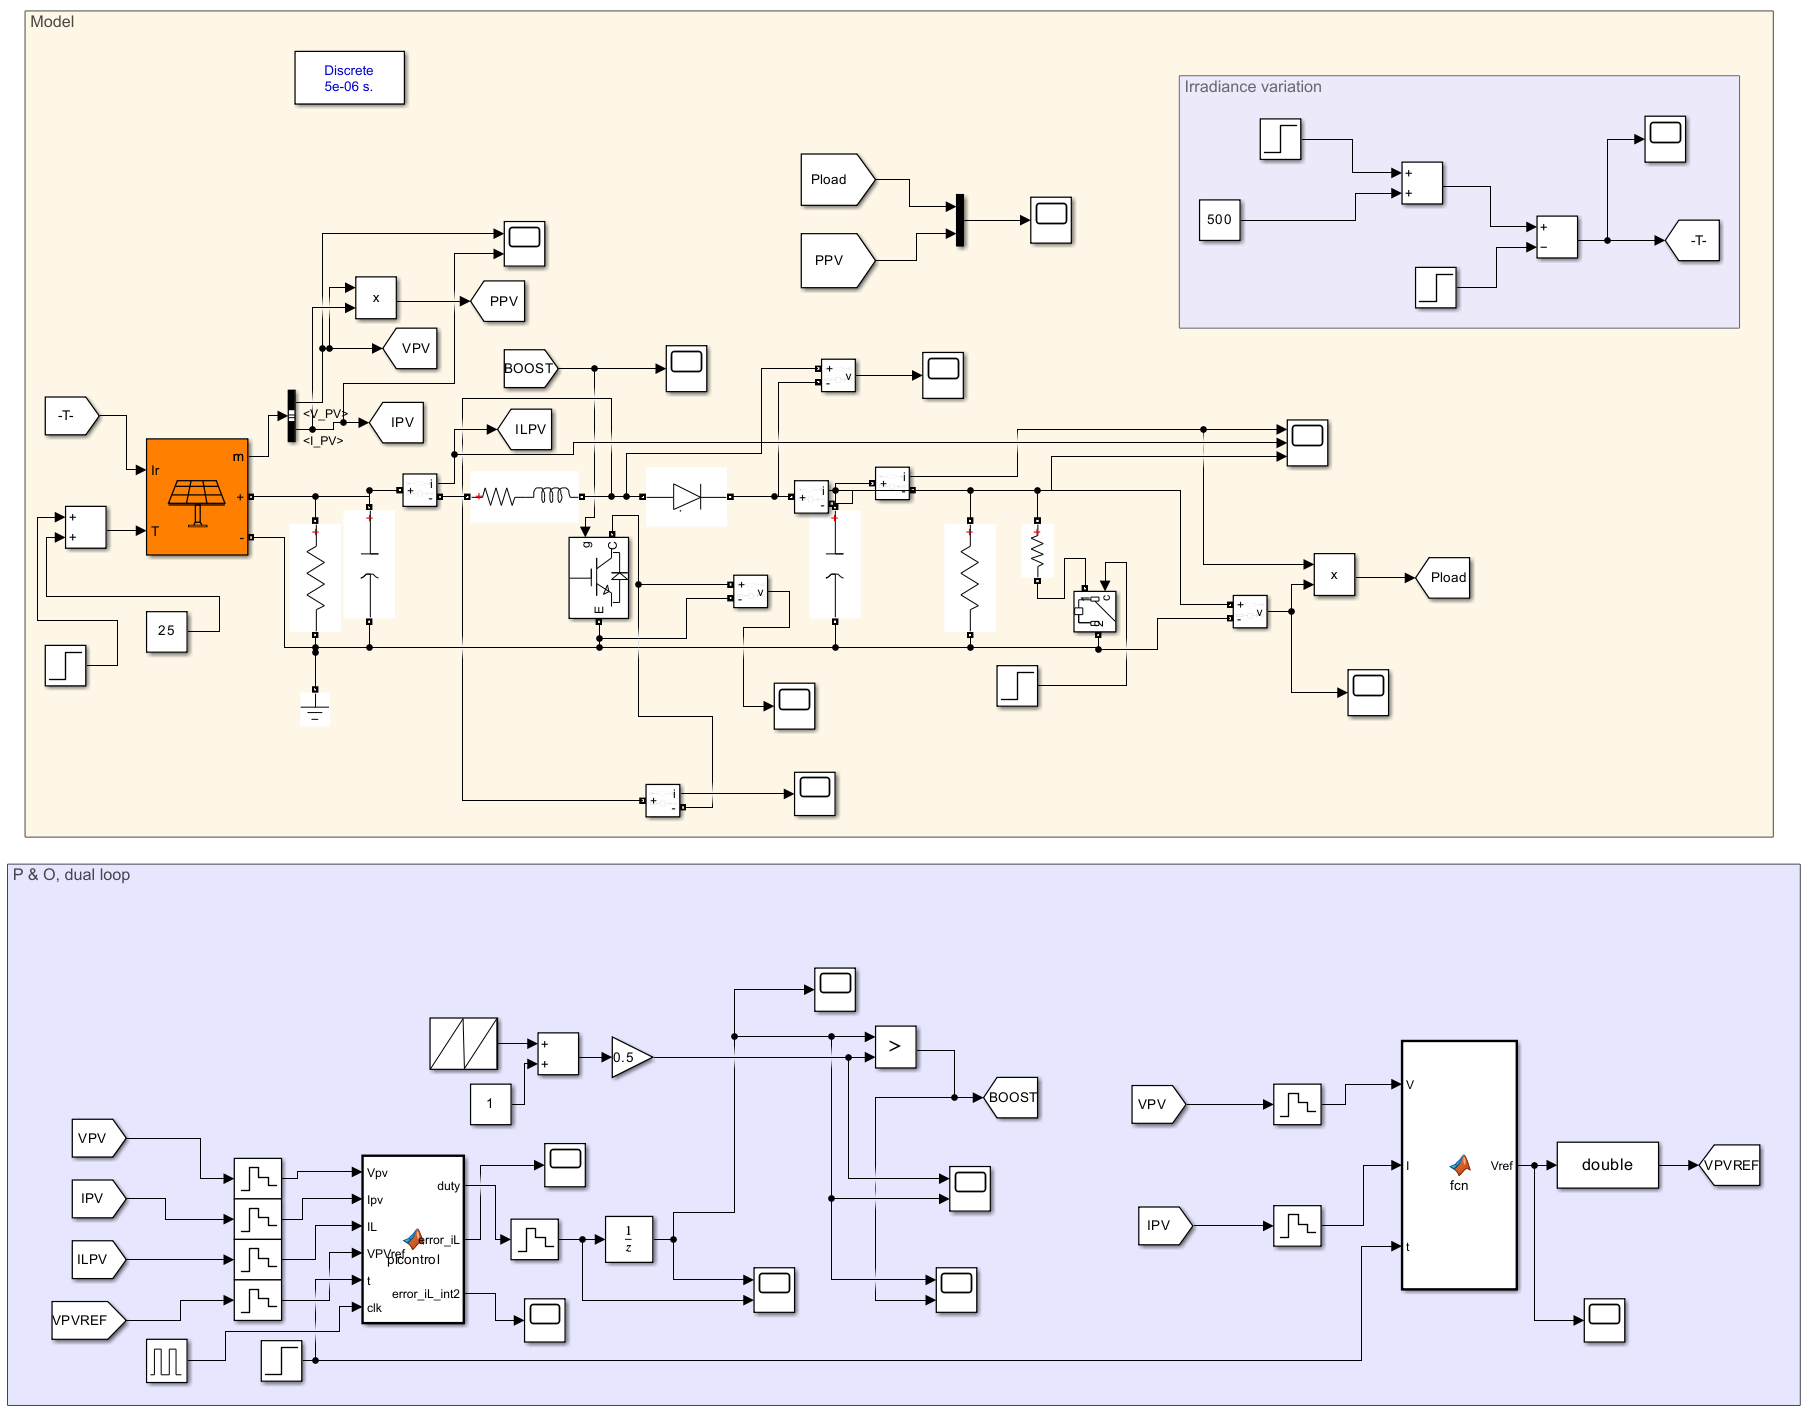 Model
Discrete
5e-06 s.
Irradiance variation
+
+
500
+
−
-T-
Pload
PPV
x
PPV
VPV
BOOST
+
-
v
-T-
<V_PV>
<I_PV>
IPV
ILPV
m
Ir
+
T
-
+
+
i
+
-
i
+
-
i
+
-
g
C
E
+
-
v
c
1
2
x
Pload
+
-
v
25
i
+
-
P & O, dual loop
+
+
0.5
>
1
BOOST
VPV
IPV
ILPV
VPVREF
Vpv
Ipv
IL
VPVref
t
clk
picontrol
duty
error_iL
error_iL_int2
1
z
VPV
IPV
V
I
t
fcn
Vref
double
VPVREF